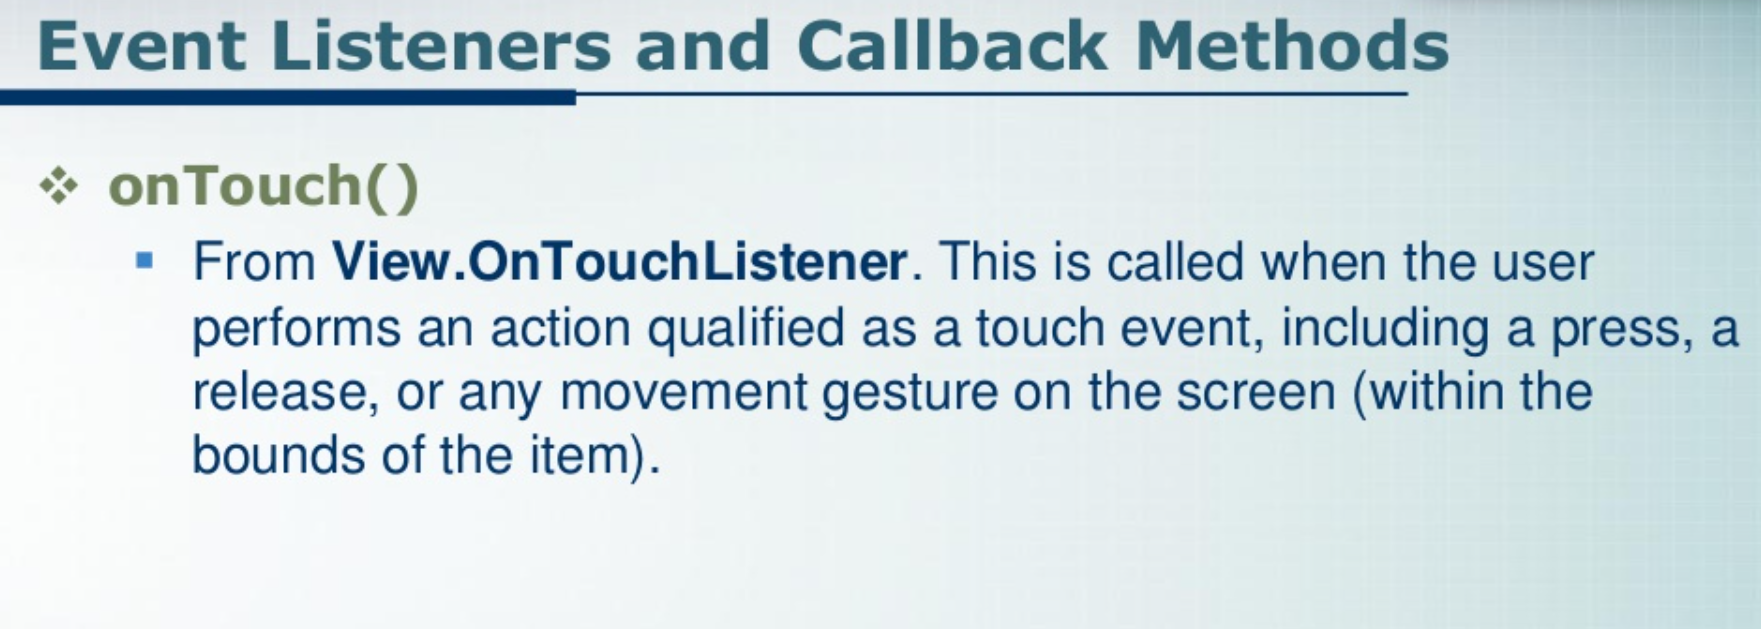 Event Listeners and Callback Methods
onTouch()
From View.OnTouchListener. This is called when the user
performs an action qualified as a touch event, including a press, a
release, or any movement gesture on the screen (within the
bounds of the item).